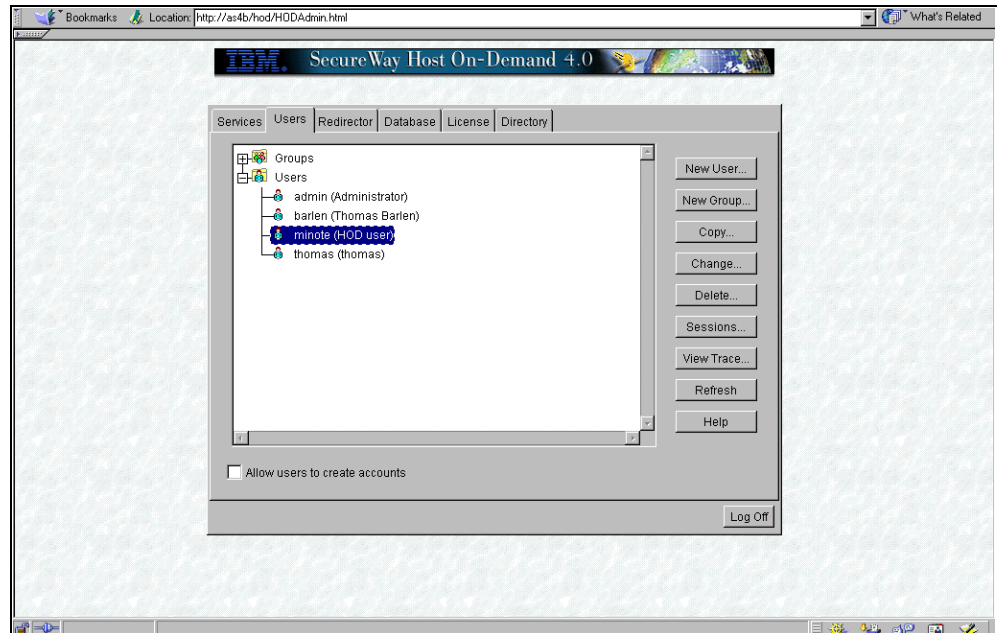 Bookmarks Location: http://as4b/hod/HODAdmin.html What's Related
IBM. SecureWay Host On-Demand 4.0
Services Users Redirector Database License Directory
Groups
Users
admin (Administrator)
barlen (Thomas Barlen)
minote (HOD user)
thomas (thomas)
New User...
New Group...
Copy...
Change...
Delete...
Sessions...
View Trace...
Refresh
Help
Allow users to create accounts
Log Off